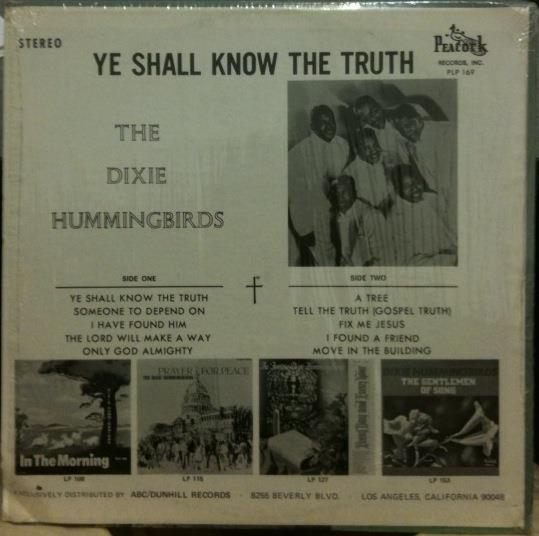 STEREO
PEACOCK
RECORDS, INC.
PLP 169
YE SHALL KNOW THE TRUTH
THE
DIXIE
HUMMINGBIRDS
SIDE ONE
YE SHALL KNOW THE TRUTH
SOMEONE TO DEPEND ON
I HAVE FOUND HIM
THE LORD WILL MAKE A WAY
ONLY GOD ALMIGHTY
SIDE TWO
A TREE
TELL THE TRUTH (GOSPEL TRUTH)
FIX ME JESUS
I FOUND A FRIEND
MOVE IN THE BUILDING
In The Morning
PRAYER FOR PEACE
THE DIXIE HUMMINGBIRDS
DIXIE HUMMINGBIRDS
THE GENTLEMEN
OF SONG
LP 108
LP 115
LP 127
LP 153
EXCLUSIVELY DISTRIBUTED BY ABC/DUNHILL RECORDS · 8255 BEVERLY BLVD. · LOS ANGELES, CALIFORNIA 90048